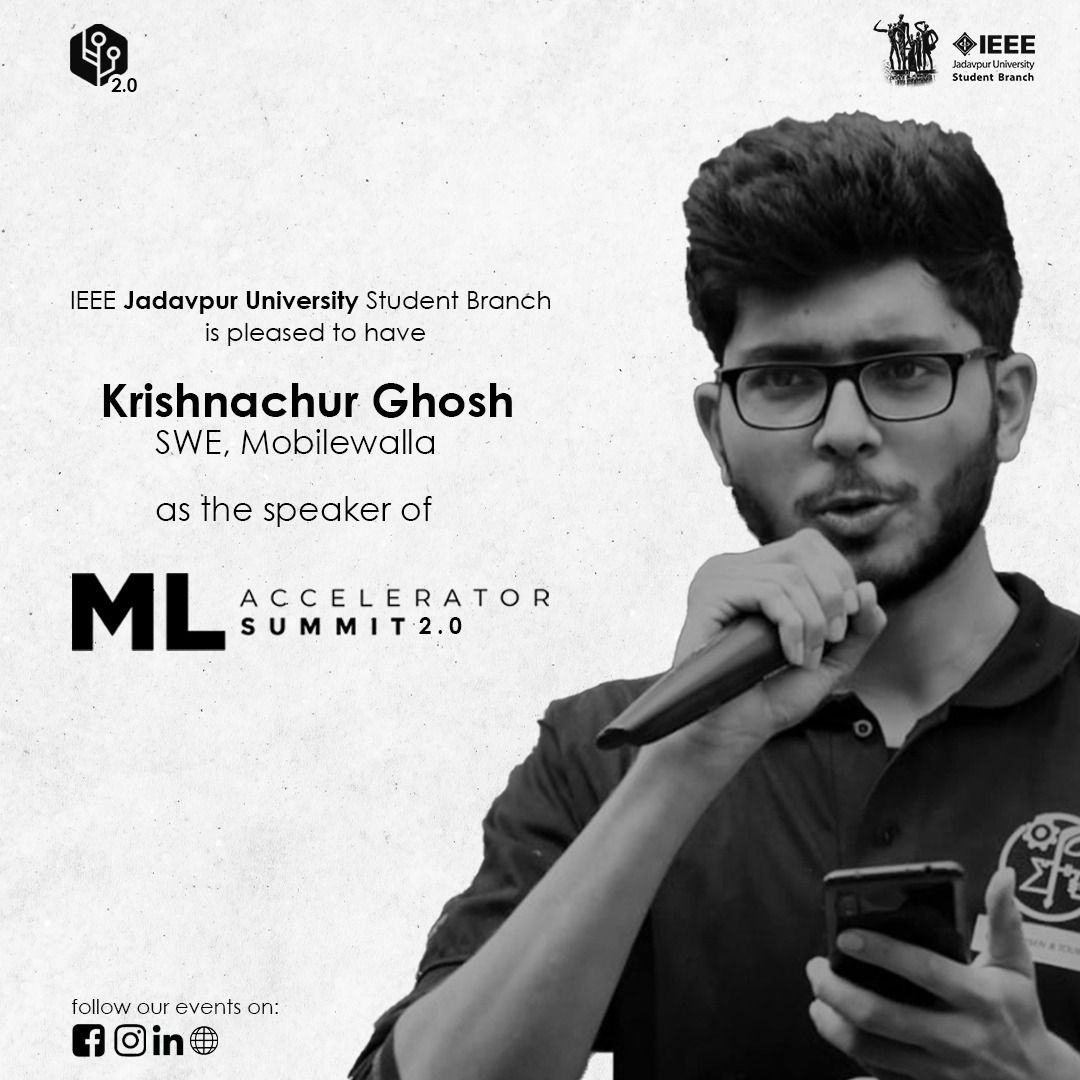 2.0
IEEE
Jadavpur University
Student Branch
IEEE Jadavpur University Student Branch
is pleased to have
Krishnachur Ghosh
SWE, Mobilewalla
as the speaker of
ML ACCELERATOR
SUMMIT 2.0
follow our events on: